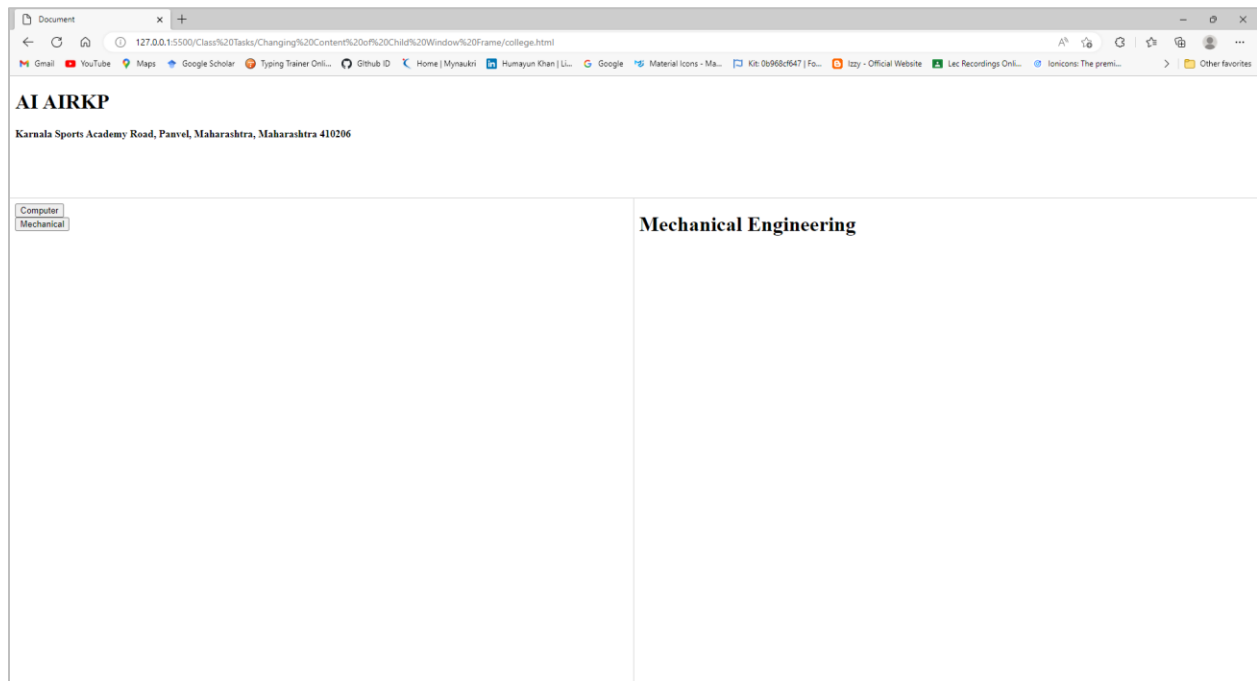 Document
127.0.0.1:5500/Class%20Tasks/Changing%20Content%20of%20Child%20Window%20Frame/college.html
Gmail YouTube Maps Google Scholar Typing Trainer Onli... Github ID Home | Mynaukri Humayun Khan | Li... Google Material Icons - Ma... Kit: 0b968cf647 | Fo... Izzy - Official Website Lec Recordings Onli... Ionicons: The premi... Other favorites
AI AIRKP
Karnala Sports Academy Road, Panvel, Maharashtra, Maharashtra 410206
Computer
Mechanical
Mechanical Engineering